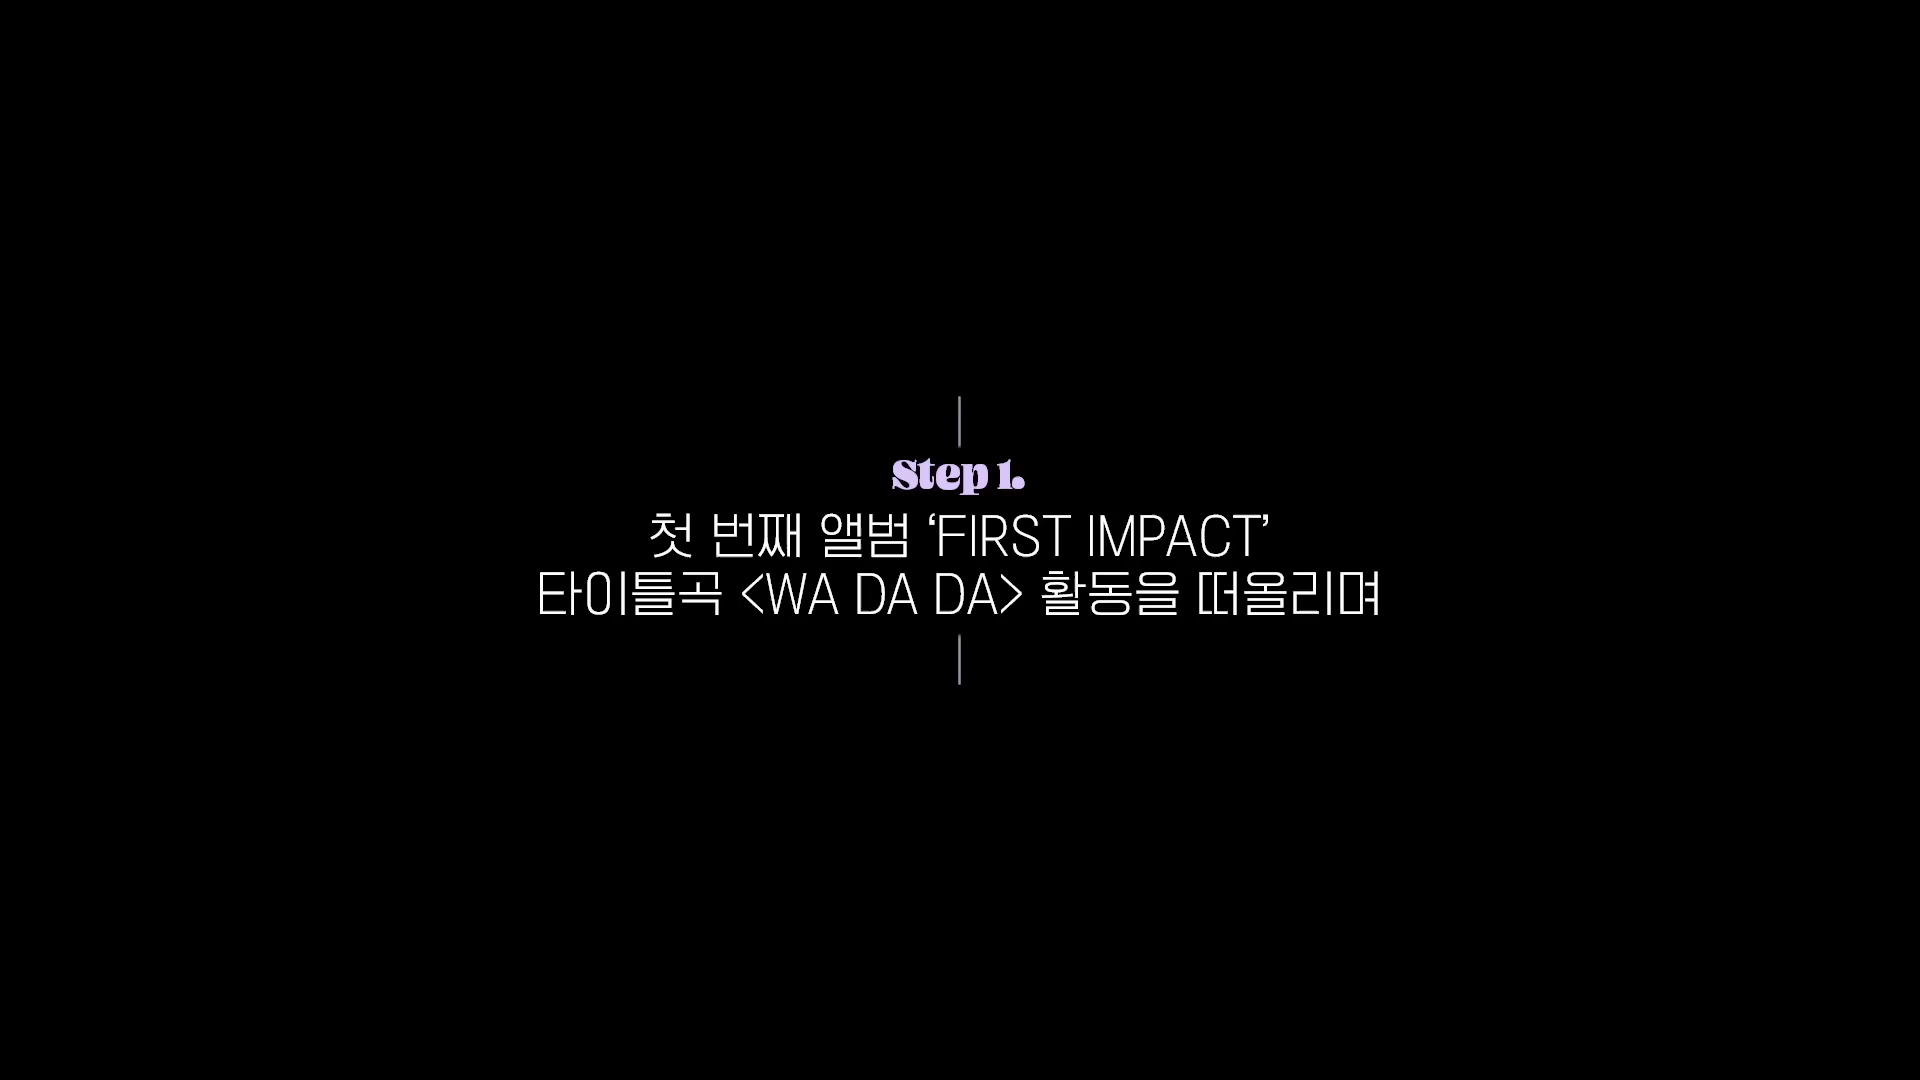 Step 1.
첫 번째 앨범 ‘FIRST IMPACT’
타이틀곡 <WA DA DA> 활동을 떠올리며